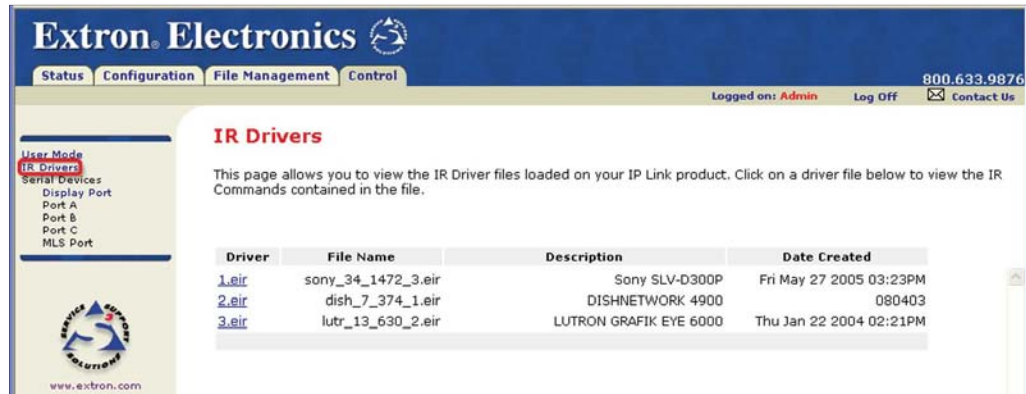 Extron® Electronics
Status Configuration File Management Control
800.633.9876
Logged on: Admin Log Off Contact Us
User Mode
IR Drivers
Serial Devices
Display Port
Port A
Port B
Port C
MLS Port
SERVICE SUPPORT SOLUTIONS
S3
www.extron.com
IR Drivers
This page allows you to view the IR Driver files loaded on your IP Link product. Click on a driver file below to view the IR
Commands contained in the file.
Driver File Name Description Date Created
1.eir sony_34_1472_3.eir Sony SLV-D300P Fri May 27 2005 03:23PM
2.eir dish_7_374_1.eir DISHNETWORK 4900 080403
3.eir lutr_13_630_2.eir LUTRON GRAFIK EYE 6000 Thu Jan 22 2004 02:21PM